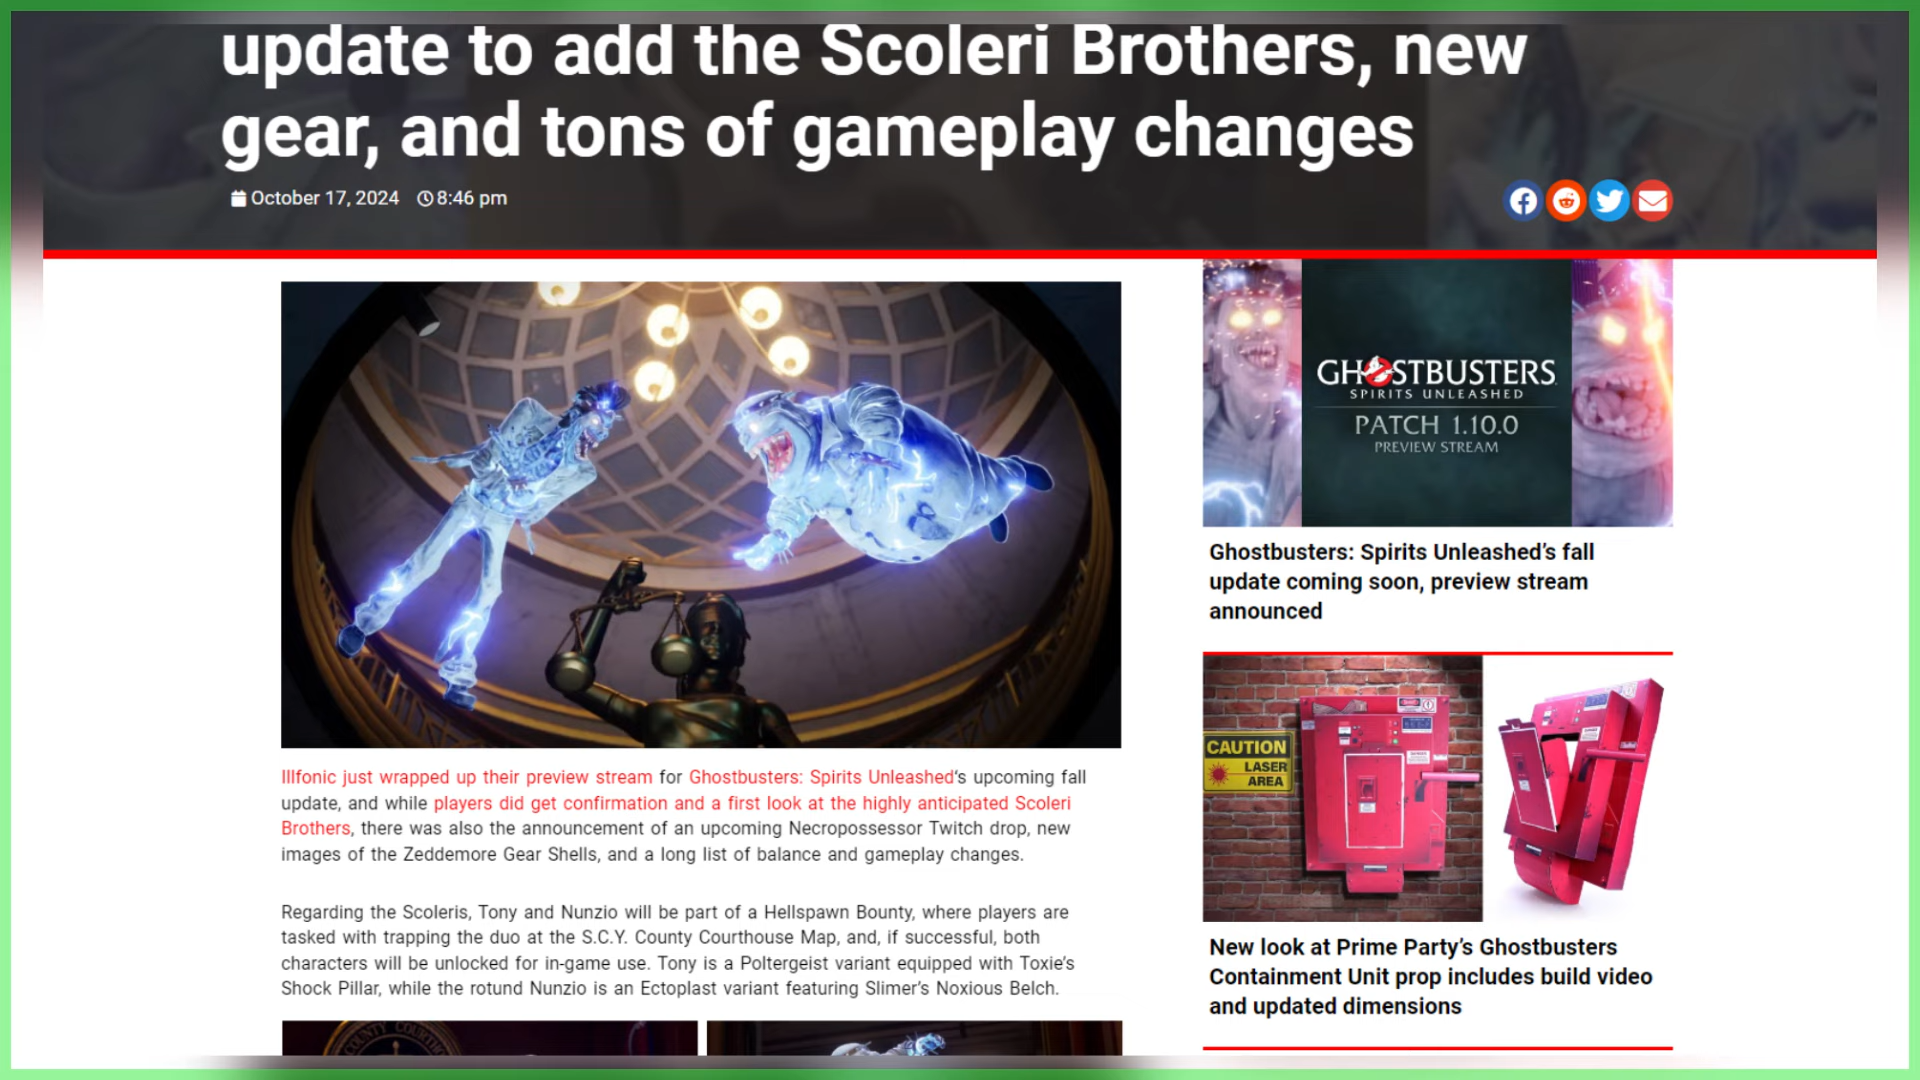 update to add the Scoleri Brothers, new
gear, and tons of gameplay changes
October 17, 2024 8:46 pm
Illfonic just wrapped up their preview stream for Ghostbusters: Spirits Unleashed's upcoming fall
update, and while players did get confirmation and a first look at the highly anticipated Scoleri
Brothers, there was also the announcement of an upcoming Necropossessor Twitch drop, new
images of the Zeddemore Gear Shells, and a long list of balance and gameplay changes.
Regarding the Scoleris, Tony and Nunzio will be part of a Hellspawn Bounty, where players are
tasked with trapping the duo at the S.C.Y. County Courthouse Map, and, if successful, both
characters will be unlocked for in-game use. Tony is a Poltergeist variant equipped with Toxie's
Shock Pillar, while the rotund Nunzio is an Ectoplast variant featuring Slimer's Noxious Belch.
GHOSTBUSTERS
SPIRITS UNLEASHED
PATCH 1.10.0
PREVIEW STREAM
Ghostbusters: Spirits Unleashed's fall
update coming soon, preview stream
announced
CAUTION
LASER
AREA
New look at Prime Party's Ghostbusters
Containment Unit prop includes build video
and updated dimensions